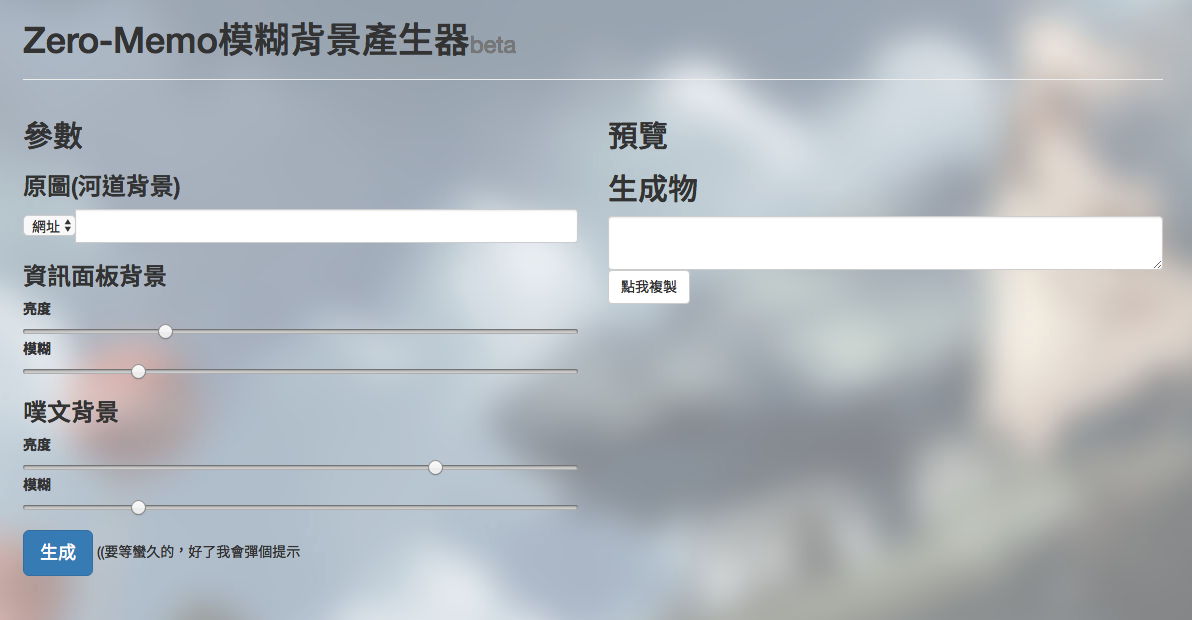 Zero-Memo模糊背景產生器beta
參數
原圖(河道背景)
網址
資訊面板背景
亮度
模糊
噗文背景
亮度
模糊
生成 ((要等蠻久的，好了我會彈個提示
預覽
生成物
點我複製